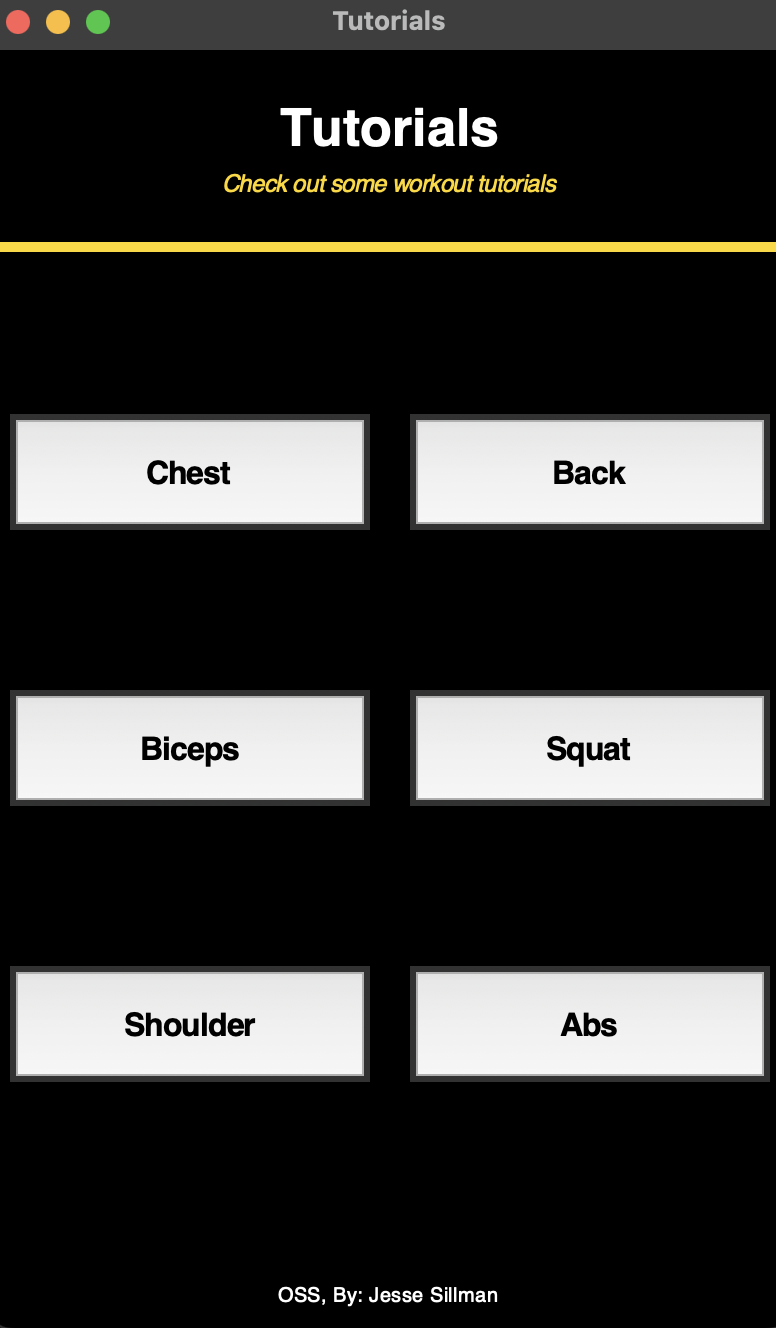 Tutorials
Tutorials
Check out some workout tutorials
Chest
Back
Biceps
Squat
Shoulder
Abs
OSS, By: Jesse Sillman